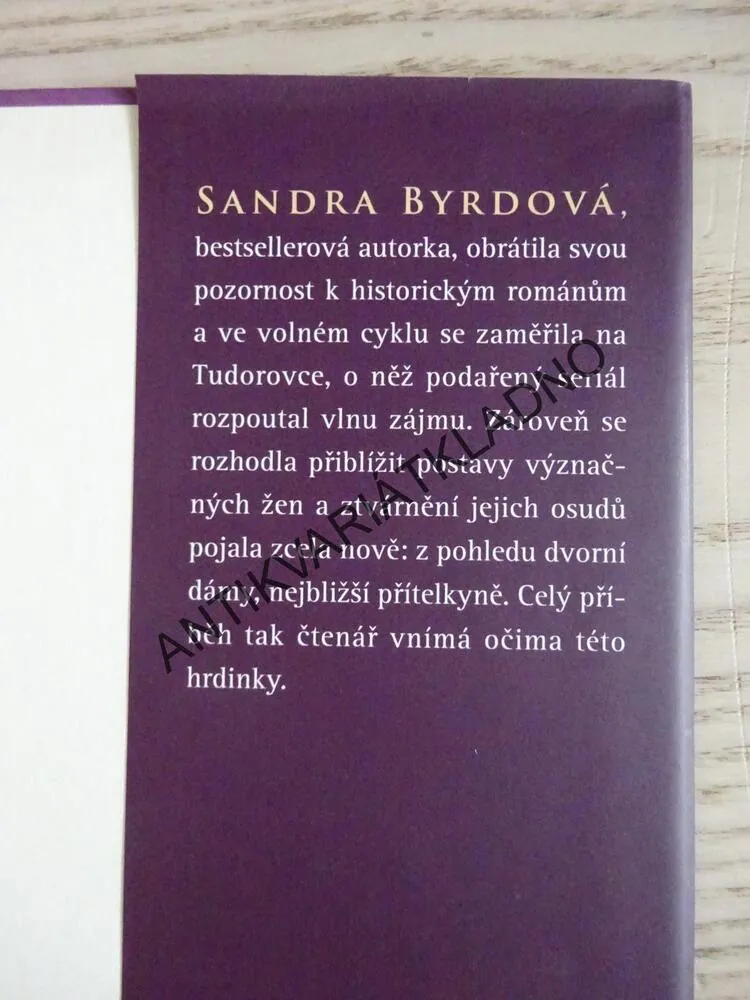 SANDRA BYRDOVÁ,
bestsellerová autorka, obrátila svou
pozornost k historickým románům
a ve volném cyklu se zaměřila na
Tudorovce, o něž podařený seriál
rozpoutal vlnu zájmu. Zároveň se
rozhodla přiblížit postavy význač-
ných žen a ztvárnění jejich osudů
pojala zcela nově: z pohledu dvorní
dámy, nejbližší přítelkyně. Celý pří-
běh tak čtenář vnímá očima této
hrdinky.
ANTIKVARIÁTKLADNO